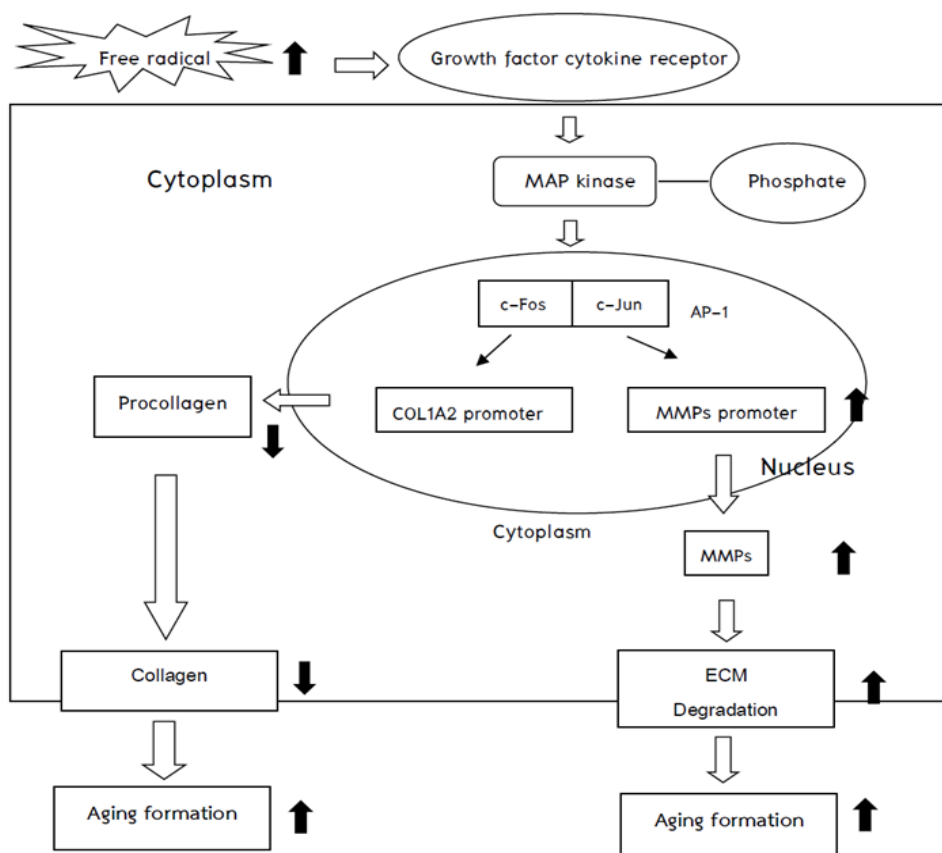 Free radical
Growth factor cytokine receptor
Cytoplasm
MAP kinase
Phosphate
c-Fos
c-Jun
AP-1
Procollagen
COL1A2 promoter
MMPs promoter
Nucleus
Cytoplasm
MMPs
Collagen
ECM
Degradation
Aging formation
Aging formation